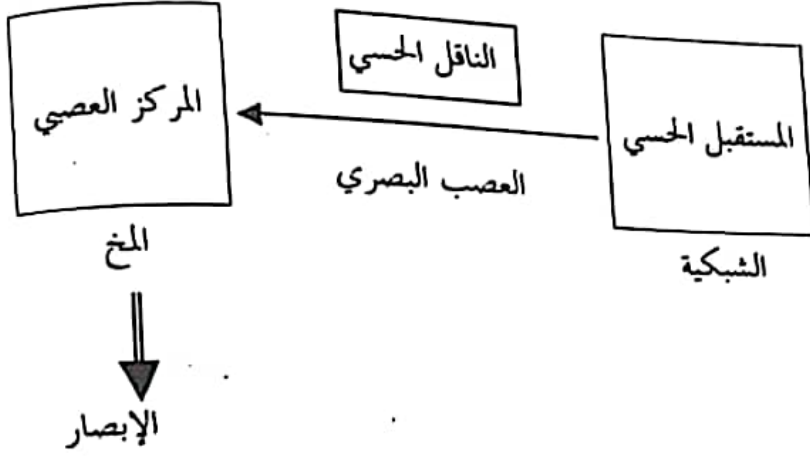 المستقبل الحسي
الشبكية
الناقل الحسي
العصب البصري
المركز العصبي
المخ
الإبصار